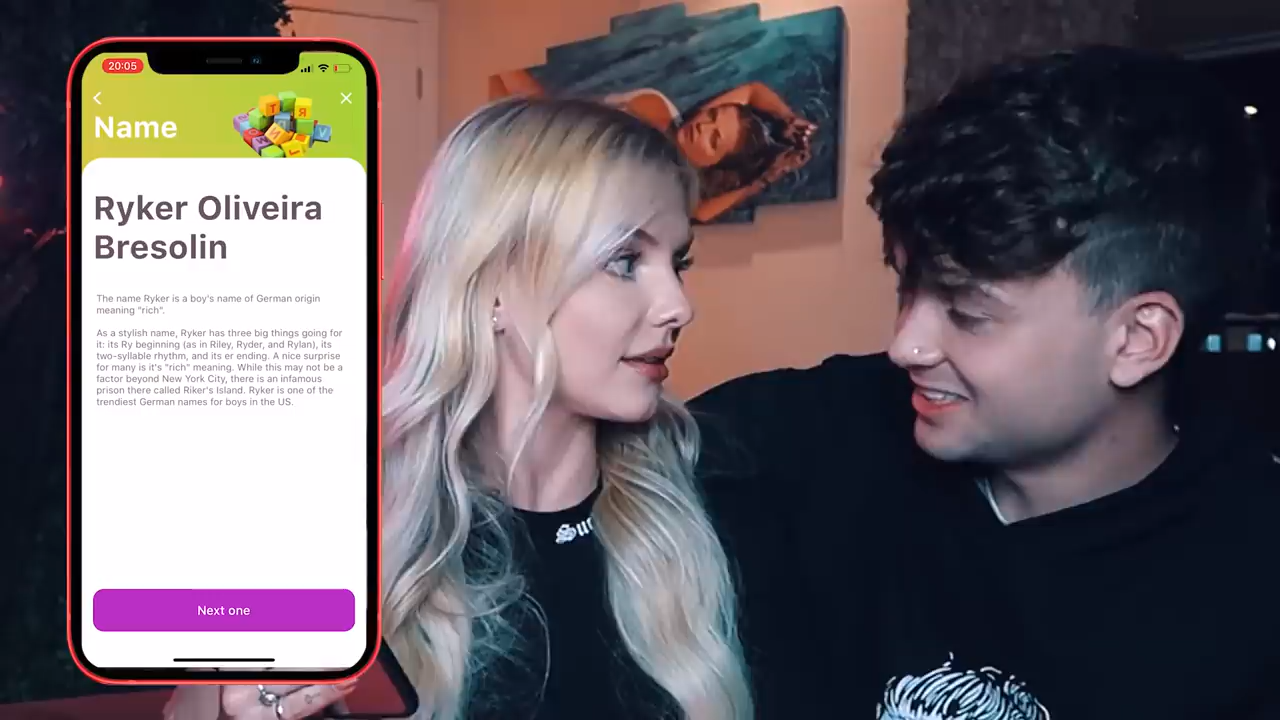 20:05
Name
Ryker Oliveira
Bresolin
The name Ryker is a boy's name of German origin
meaning "rich".
As a stylish name, Ryker has three big things going for
it: its Ry beginning (as in Riley, Ryder, and Rylan), its
two-syllable rhythm, and its er ending. A nice surprise
for many is it's "rich" meaning. While this may not be a
factor beyond New York City, there is an infamous
prison there called Riker's Island. Ryker is one of the
trendiest German names for boys in the US.
Next one